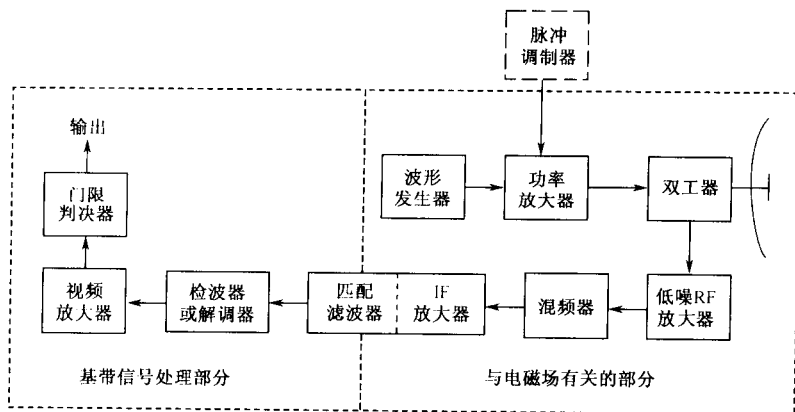 脉冲
调制器
输出
门限
判决器
波形
发生器
功率
放大器
双工器
视频
放大器
检波器
或解调器
匹配
滤波器
IF
放大器
混频器
低噪RF
放大器
基带信号处理部分
与电磁场有关的部分